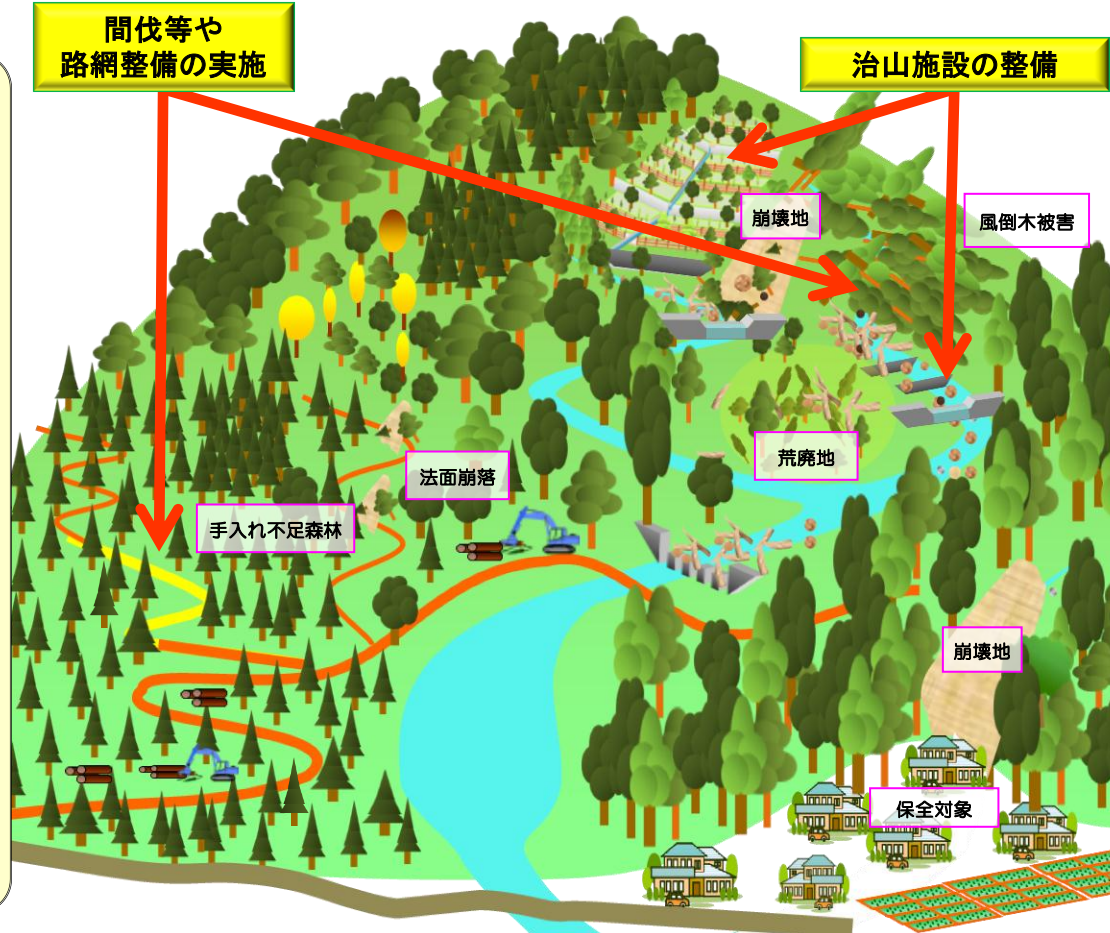 間伐等や
路網整備の実施
治山施設の整備
崩壊地
風倒木被害
荒廃地
法面崩落
手入れ不足森林
崩壊地
保全対象